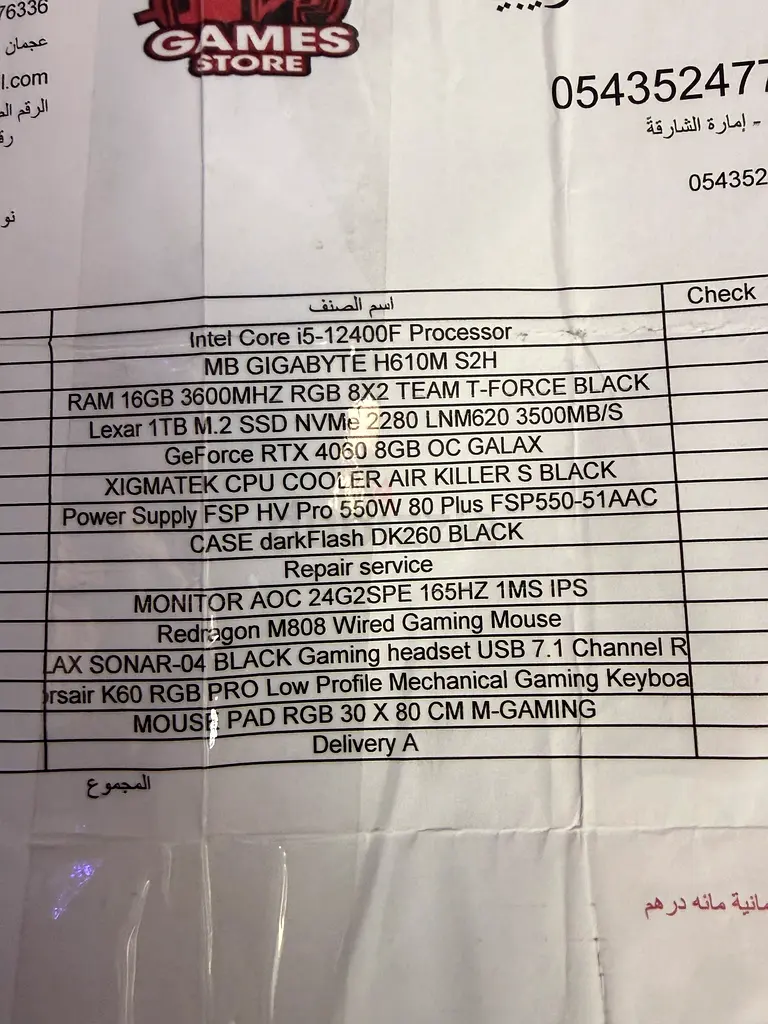 76336
GAMES
STORE
عجمان
l.com
054352477
- إمارة الشارقة
054352
نو
اسم الصنف
Check
Intel Core i5-12400F Processor
MB GIGABYTE H610M S2H
RAM 16GB 3600MHZ RGB 8X2 TEAM T-FORCE BLACK
Lexar 1TB M.2 SSD NVMe 2280 LNM620 3500MB/S
GeForce RTX 4060 8GB OC GALAX
XIGMATEK CPU COOLER AIR KILLER S BLACK
Power Supply FSP HV Pro 550W 80 Plus FSP550-51AAC
CASE darkFlash DK260 BLACK
Repair service
MONITOR AOC 24G2SPE 165HZ 1MS IPS
Redragon M808 Wired Gaming Mouse
LAX SONAR-04 BLACK Gaming headset USB 7.1 Channel R
orsair K60 RGB PRO Low Profile Mechanical Gaming Keyboa
MOUSE PAD RGB 30 X 80 CM M-GAMING
Delivery A
المجموع
مانية مائه درهم